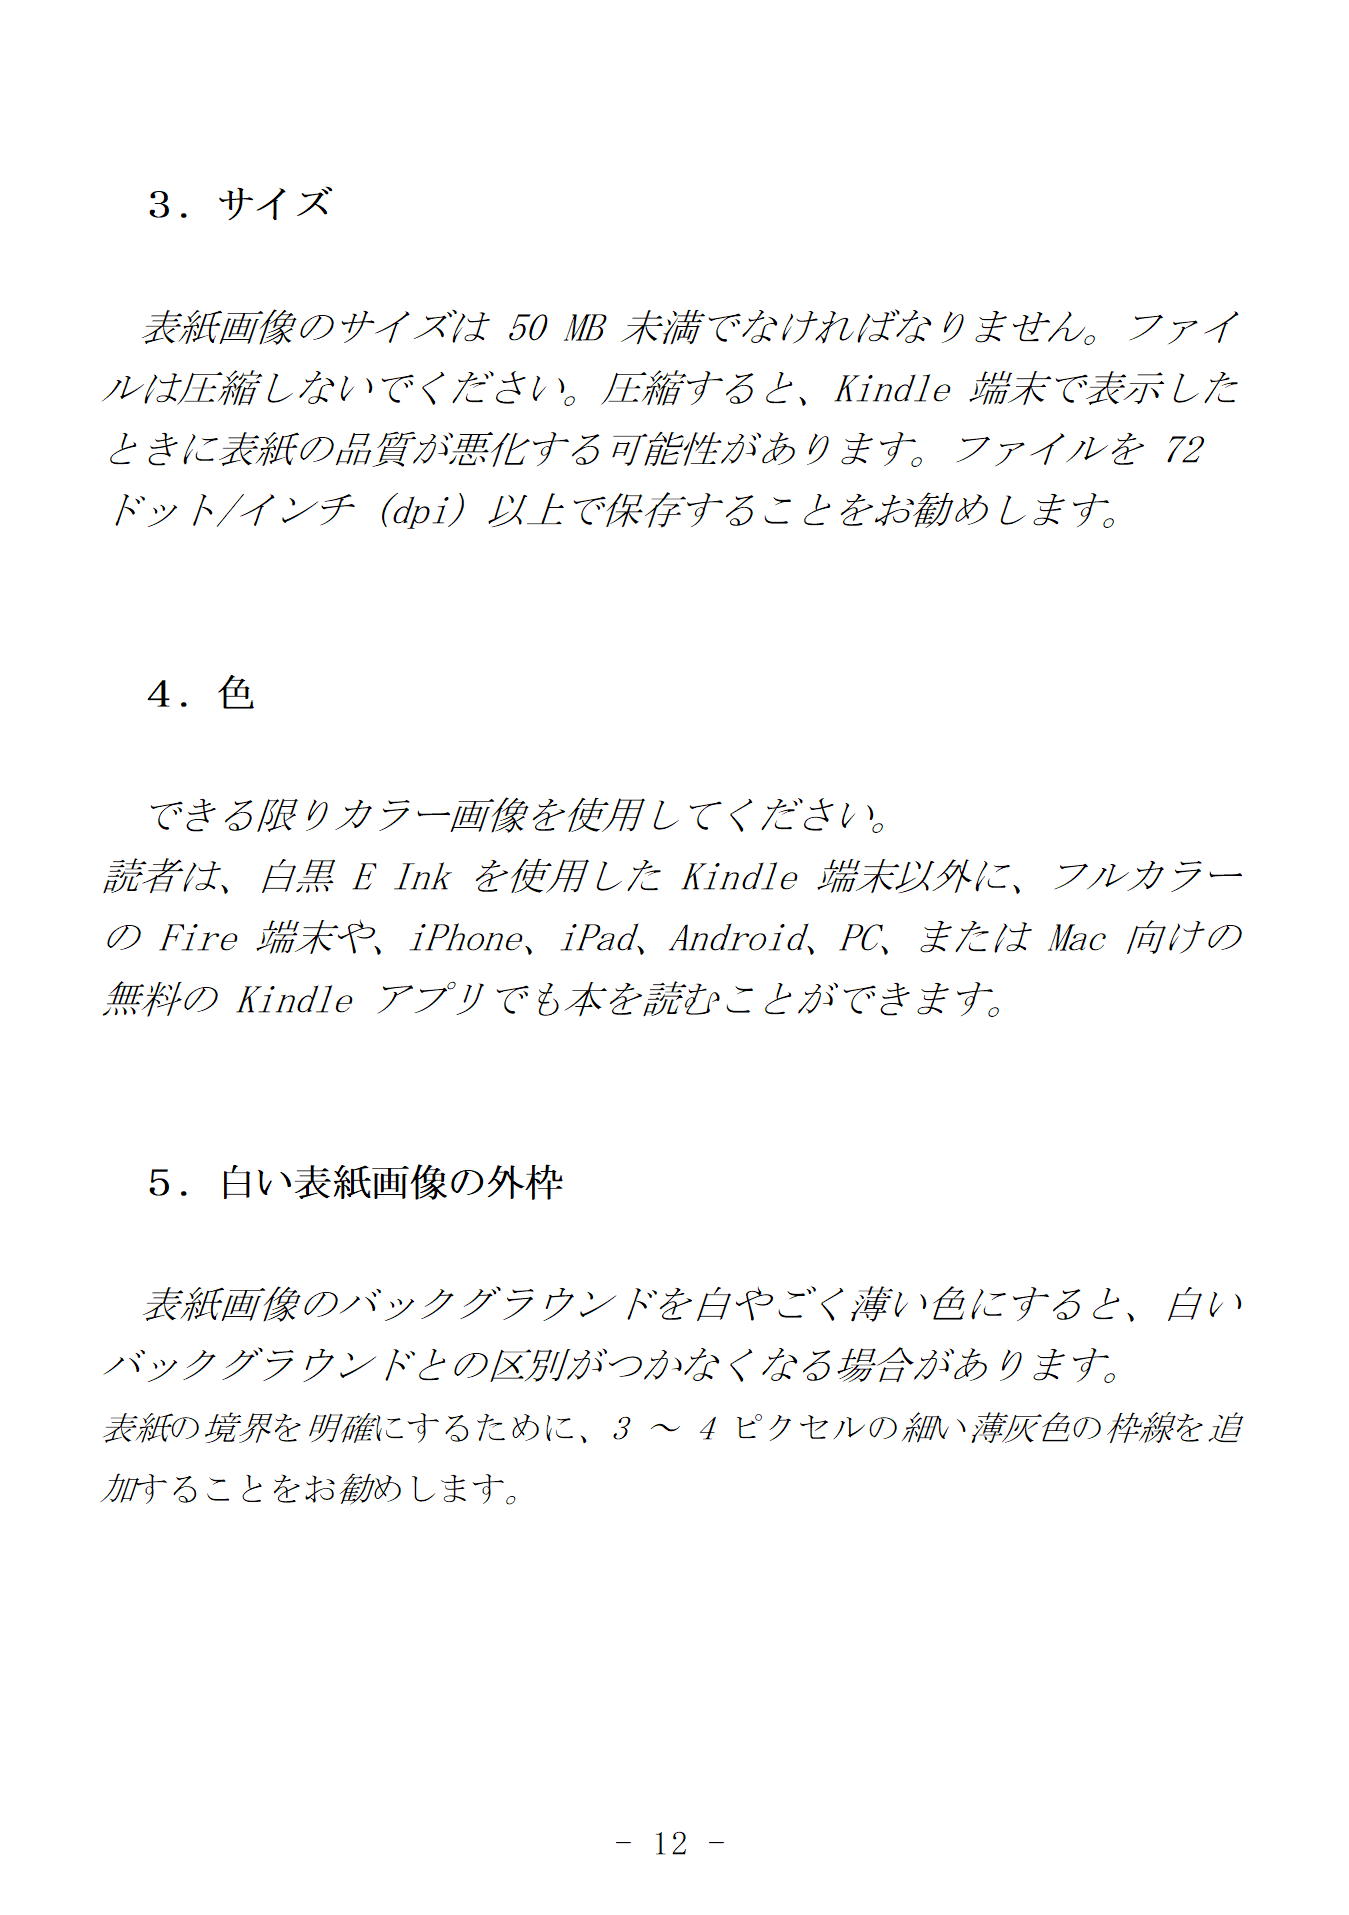 ３．サイズ
表紙画像のサイズは 50 MB 未満でなければなりません。ファイ
ルは圧縮しないでください。圧縮すると、Kindle 端末で表示した
ときに表紙の品質が悪化する可能性があります。ファイルを 72
ドット/インチ (dpi) 以上で保存することをお勧めします。
４．色
できる限りカラー画像を使用してください。
読者は、白黒 E Ink を使用した Kindle 端末以外に、フルカラー
の Fire 端末や、iPhone、iPad、Android、PC、または Mac 向けの
無料の Kindle アプリでも本を読むことができます。
５．白い表紙画像の外枠
表紙画像のバックグラウンドを白やごく薄い色にすると、白い
バックグラウンドとの区別がつかなくなる場合があります。
表紙の境界を明確にするために、3 ～ 4 ピクセルの細い薄灰色の枠線を追
加することをお勧めします。
- 12 -